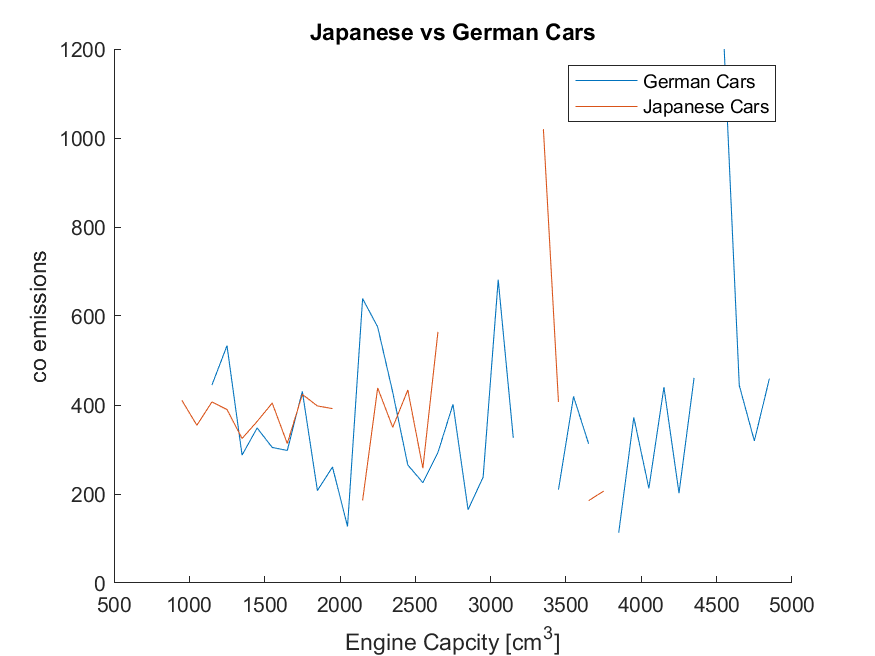 Japanese vs German Cars
German Cars
Japanese Cars
co emissions
1200
1000
800
600
400
200
0
500 1000 1500 2000 2500 3000 3500 4000 4500 5000
Engine Capcity [cm³]